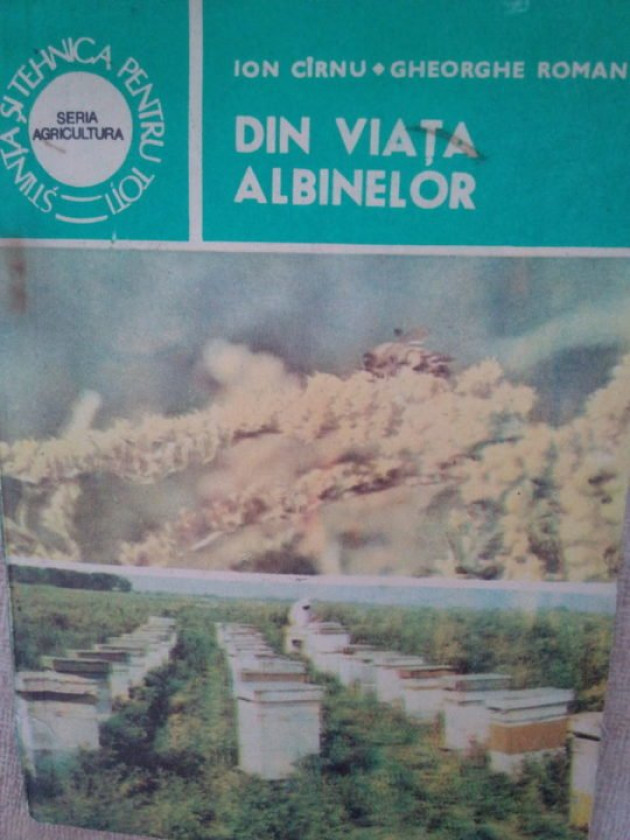 ȘTIINȚA ȘI TEHNICA PENTRU TOȚI
SERIA
AGRICULTURA
ION CÎRNU ◆ GHEORGHE ROMAN
DIN VIAȚA
ALBINELOR